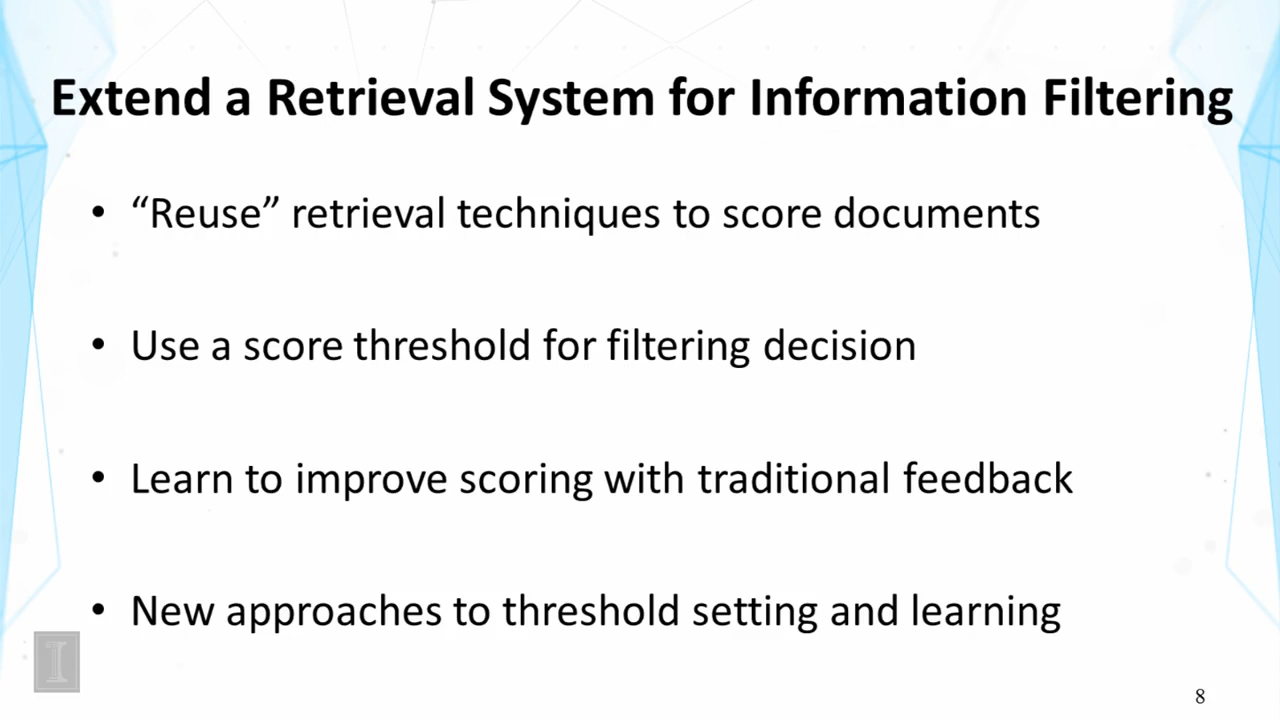 Extend a Retrieval System for Information Filtering
• “Reuse” retrieval techniques to score documents
• Use a score threshold for filtering decision
• Learn to improve scoring with traditional feedback
• New approaches to threshold setting and learning
I
8